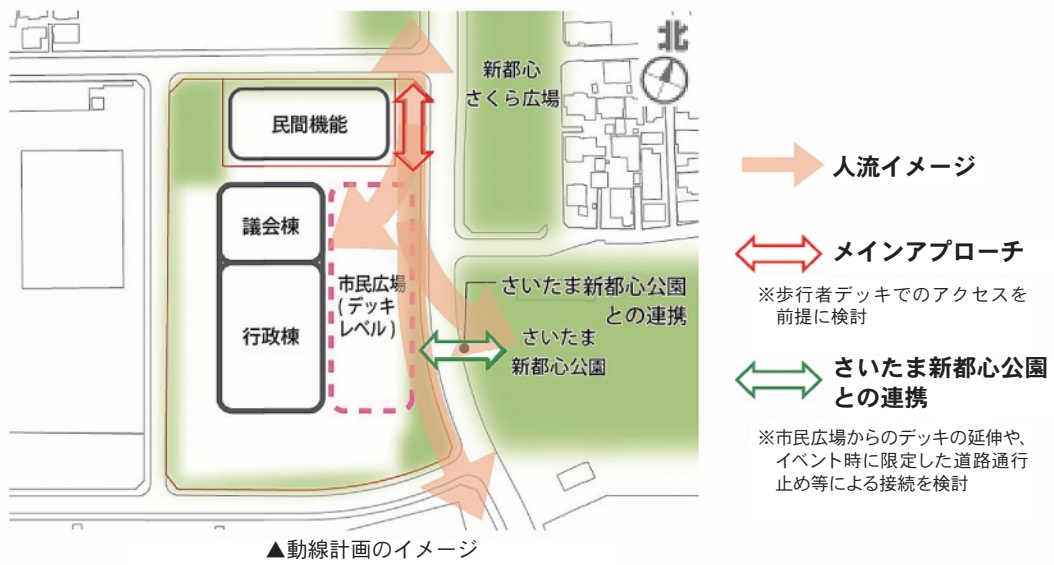 北
新都心
さくら広場
民間機能
議会棟
行政棟
市民広場
(デッキ
レベル)
さいたま新都心公園
との連携
さいたま
新都心公園
人流イメージ
メインアプローチ
※歩行者デッキでのアクセスを
前提に検討
さいたま新都心公園
との連携
※市民広場からのデッキの延伸や、
イベント時に限定した道路通行
止め等による接続を検討
▲動線計画のイメージ